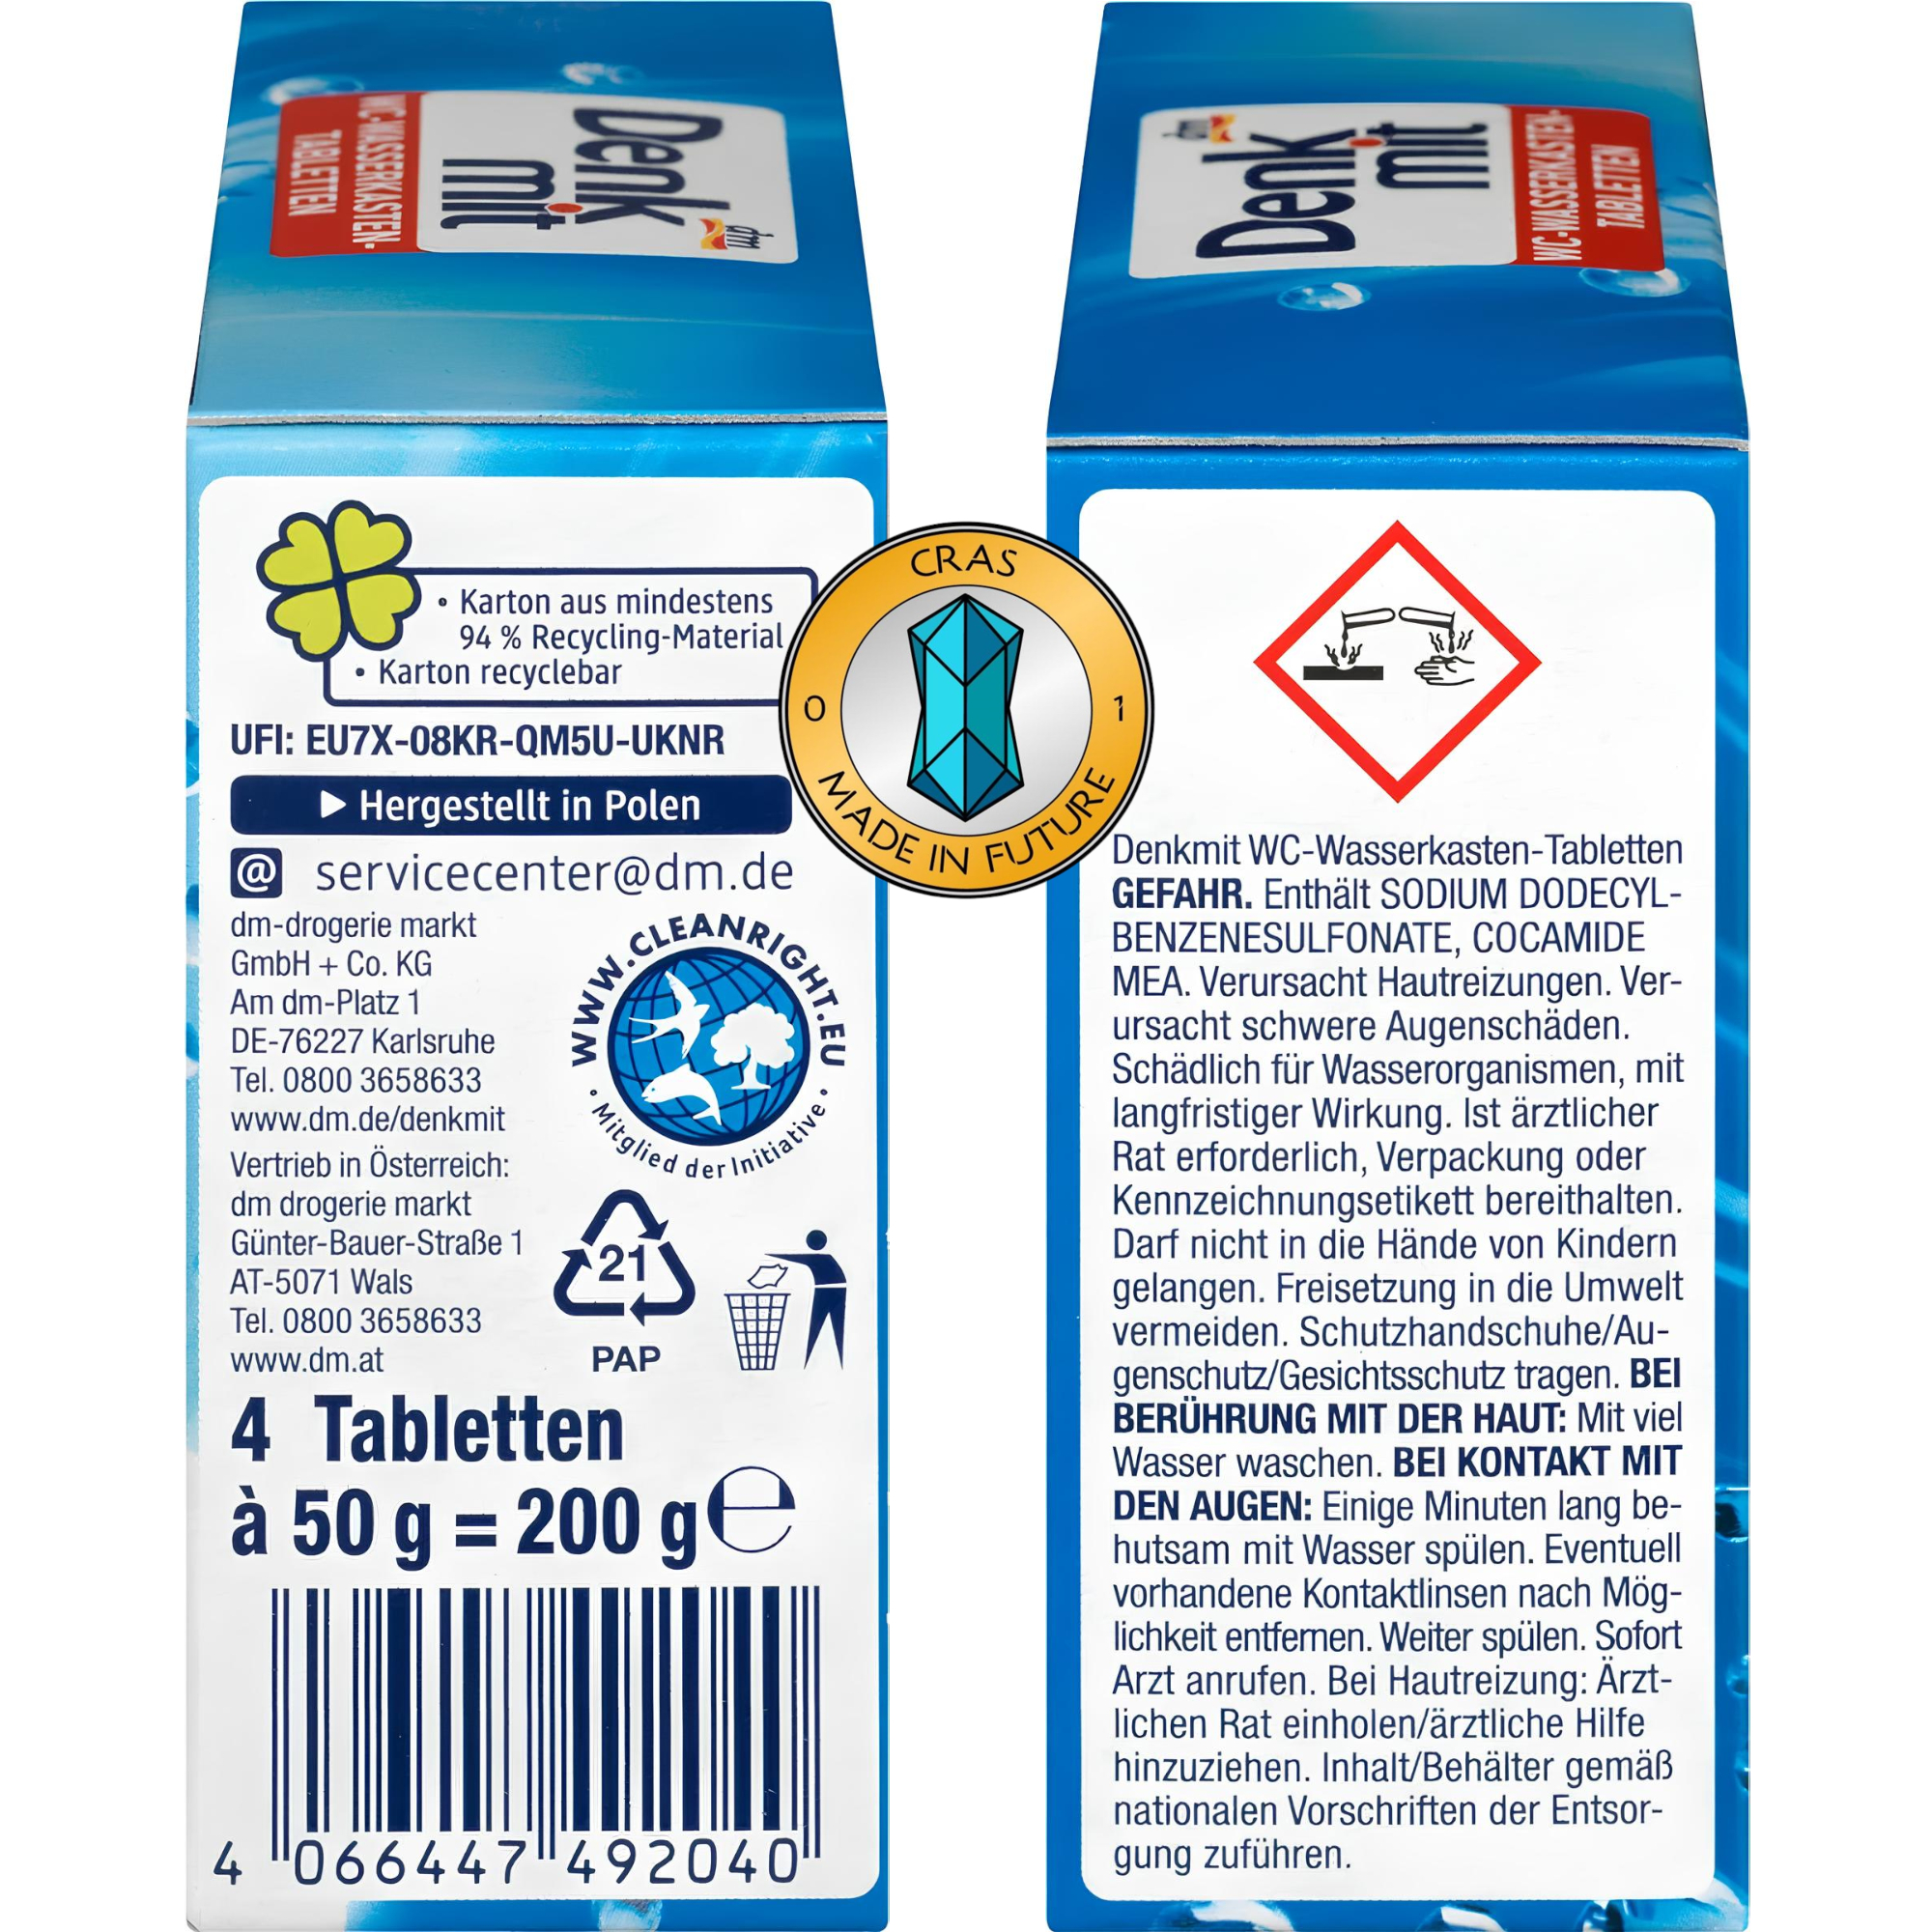 WC-WASSERKASTEN-
TABLETTEN
Denk
mit
dm
• Karton aus mindestens
94 % Recycling-Material
• Karton recyclebar
UFI: EU7X-08KR-QM5U-UKNR
Hergestellt in Polen
@ servicecenter@dm.de
dm-drogerie markt
GmbH + Co. KG
Am dm-Platz 1
DE-76227 Karlsruhe
Tel. 0800 3658633
www.dm.de/denkmit
Vertrieb in Österreich:
dm drogerie markt
Günter-Bauer-Straße 1
AT-5071 Wals
Tel. 0800 3658633
www.dm.at
WWW.CLEANRIGHT.EU
• Mitglied der Initiative •
21
PAP
4 Tabletten
à 50 g = 200 g e
4 066447 492040
CRAS
0 1
MADE IN FUTURE
dm
Denk
mit
WC-WASSERKASTEN-
TABLETTEN
Denkmit WC-Wasserkasten-Tabletten
GEFAHR. Enthält SODIUM DODECYL-
BENZENESULFONATE, COCAMIDE
MEA. Verursacht Hautreizungen. Ver-
ursacht schwere Augenschäden.
Schädlich für Wasserorganismen, mit
langfristiger Wirkung. Ist ärztlicher
Rat erforderlich, Verpackung oder
Kennzeichnungsetikett bereithalten.
Darf nicht in die Hände von Kindern
gelangen. Freisetzung in die Umwelt
vermeiden. Schutzhandschuhe/Au-
genschutz/Gesichtsschutz tragen. BEI
BERÜHRUNG MIT DER HAUT: Mit viel
Wasser waschen. BEI KONTAKT MIT
DEN AUGEN: Einige Minuten lang be-
hutsam mit Wasser spülen. Eventuell
vorhandene Kontaktlinsen nach Mög-
lichkeit entfernen. Weiter spülen. Sofort
Arzt anrufen. Bei Hautreizung: Ärzt-
lichen Rat einholen/ärztliche Hilfe
hinzuziehen. Inhalt/Behälter gemäß
nationalen Vorschriften der Entsor-
gung zuführen.